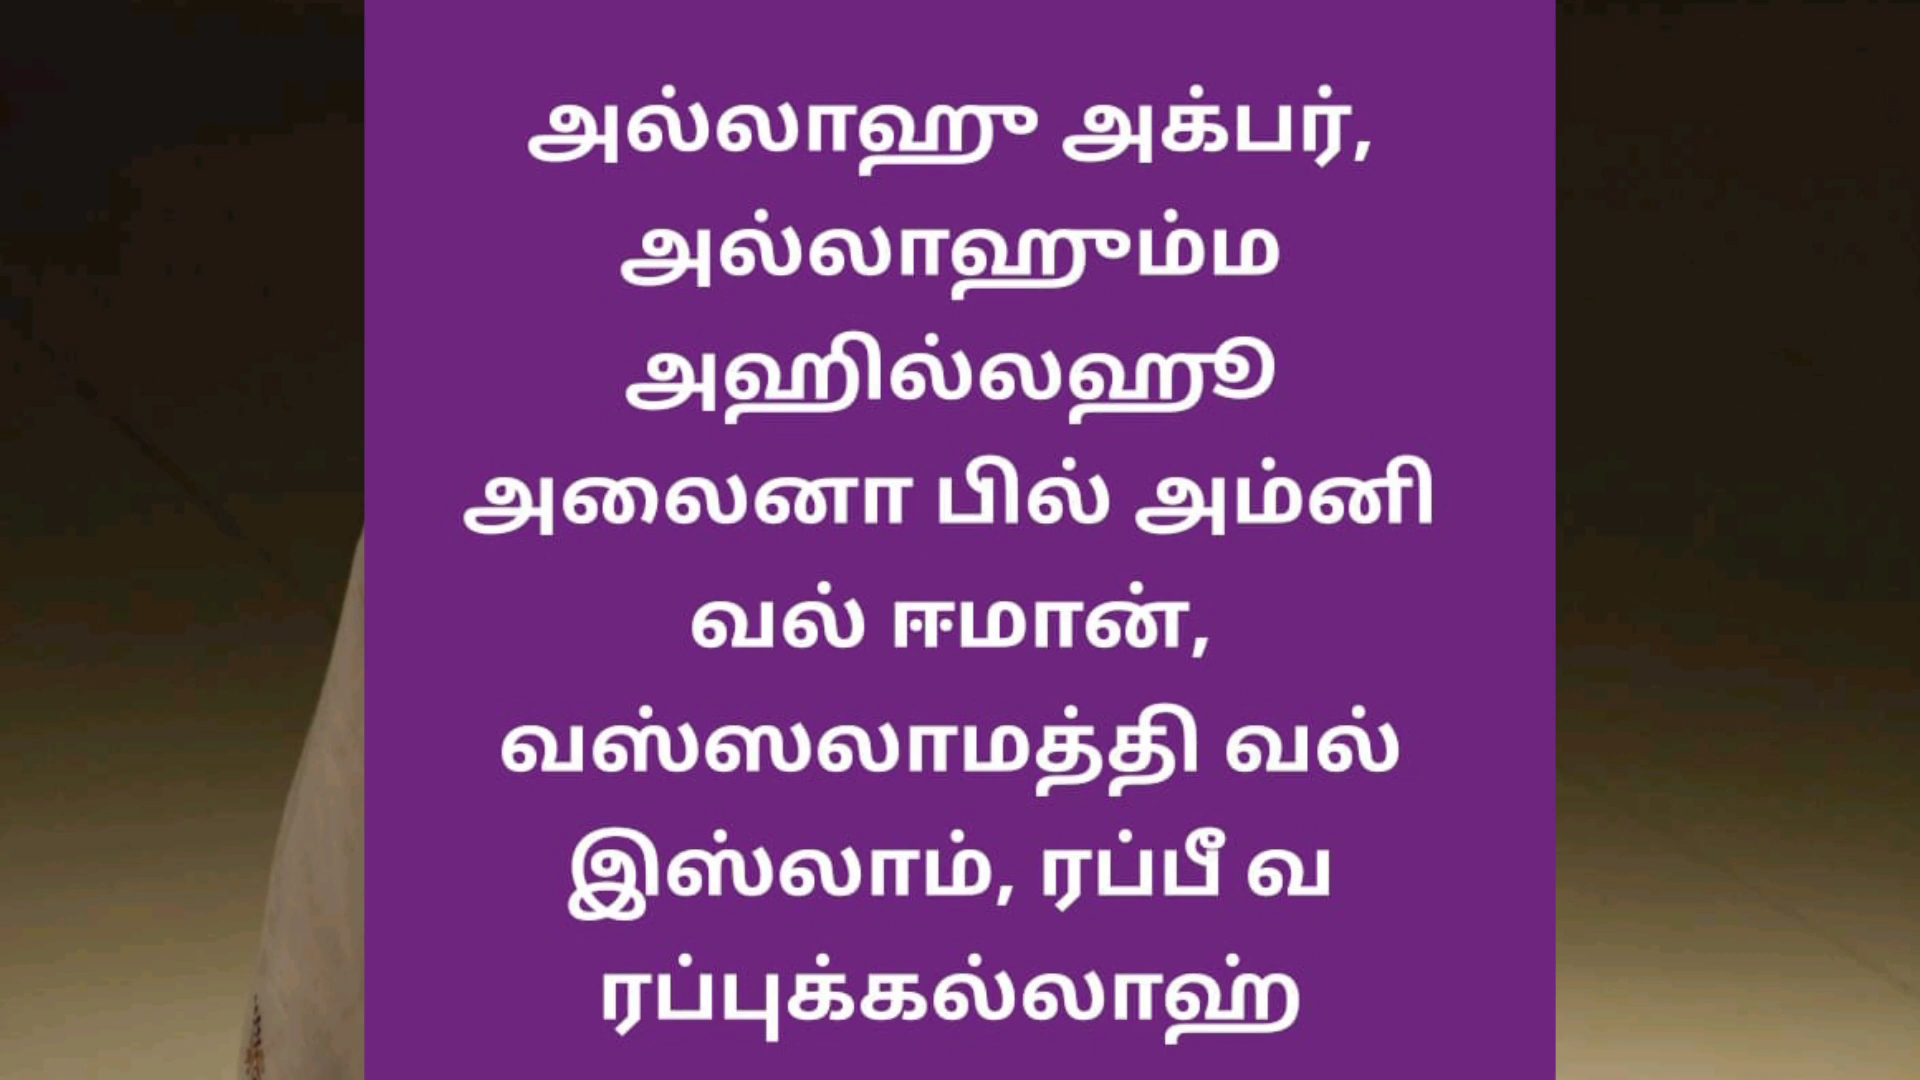 அல்லாஹு அக்பர்,
அல்லாஹும்ம
அஹில்லஹூ
அலைனா பில் அம்னி
வல் ஈமான்,
வஸ்ஸலாமத்தி வல்
இஸ்லாம், ரப்பீ வ
ரப்புக்கல்லாஹ்